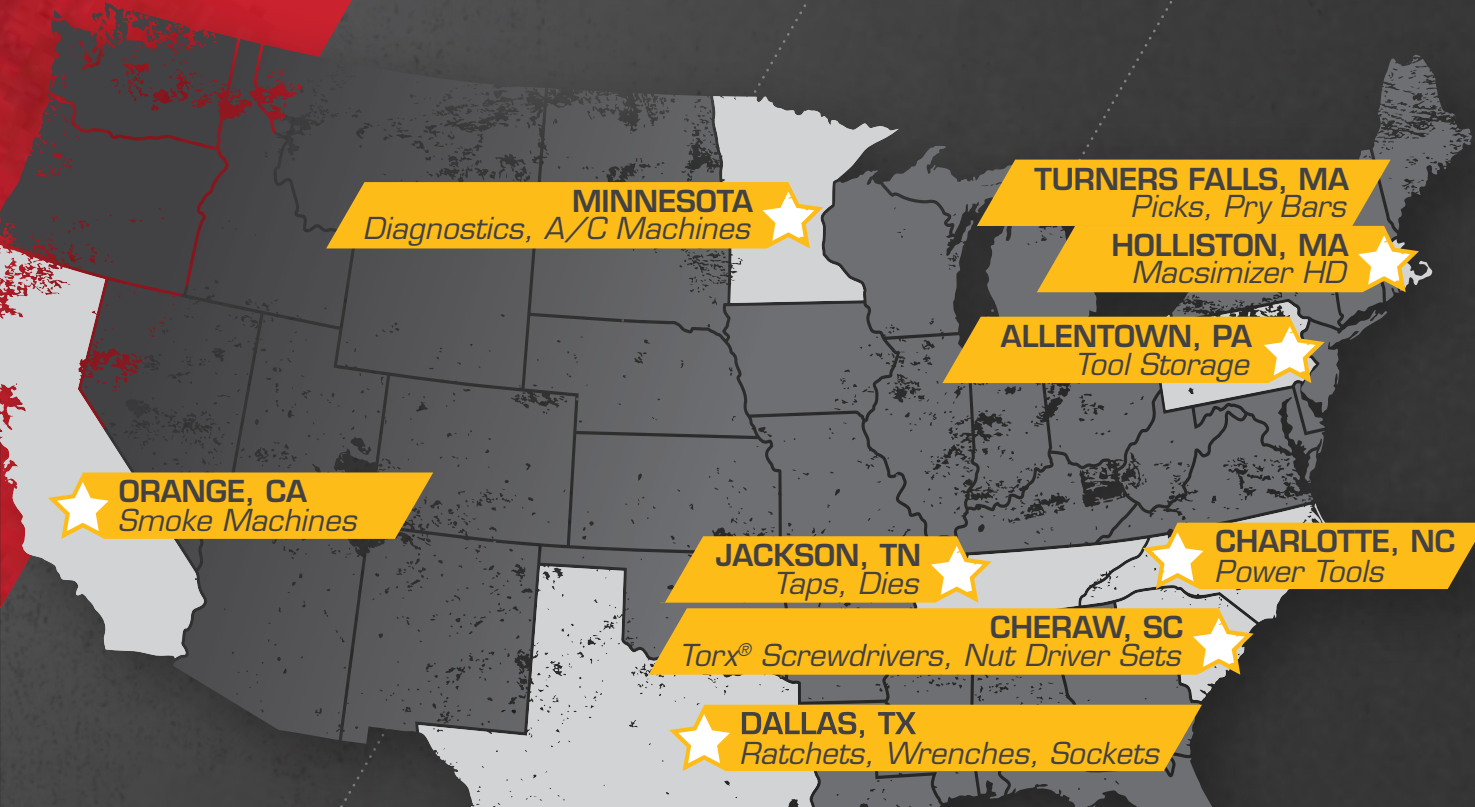 MINNESOTA
Diagnostics, A/C Machines
TURNERS FALLS, MA
Picks, Pry Bars
HOLLISTON, MA
Macsimizer HD
ALLENTOWN, PA
Tool Storage
ORANGE, CA
Smoke Machines
JACKSON, TN
Taps, Dies
CHARLOTTE, NC
Power Tools
CHERAW, SC
Torx® Screwdrivers, Nut Driver Sets
DALLAS, TX
Ratchets, Wrenches, Sockets